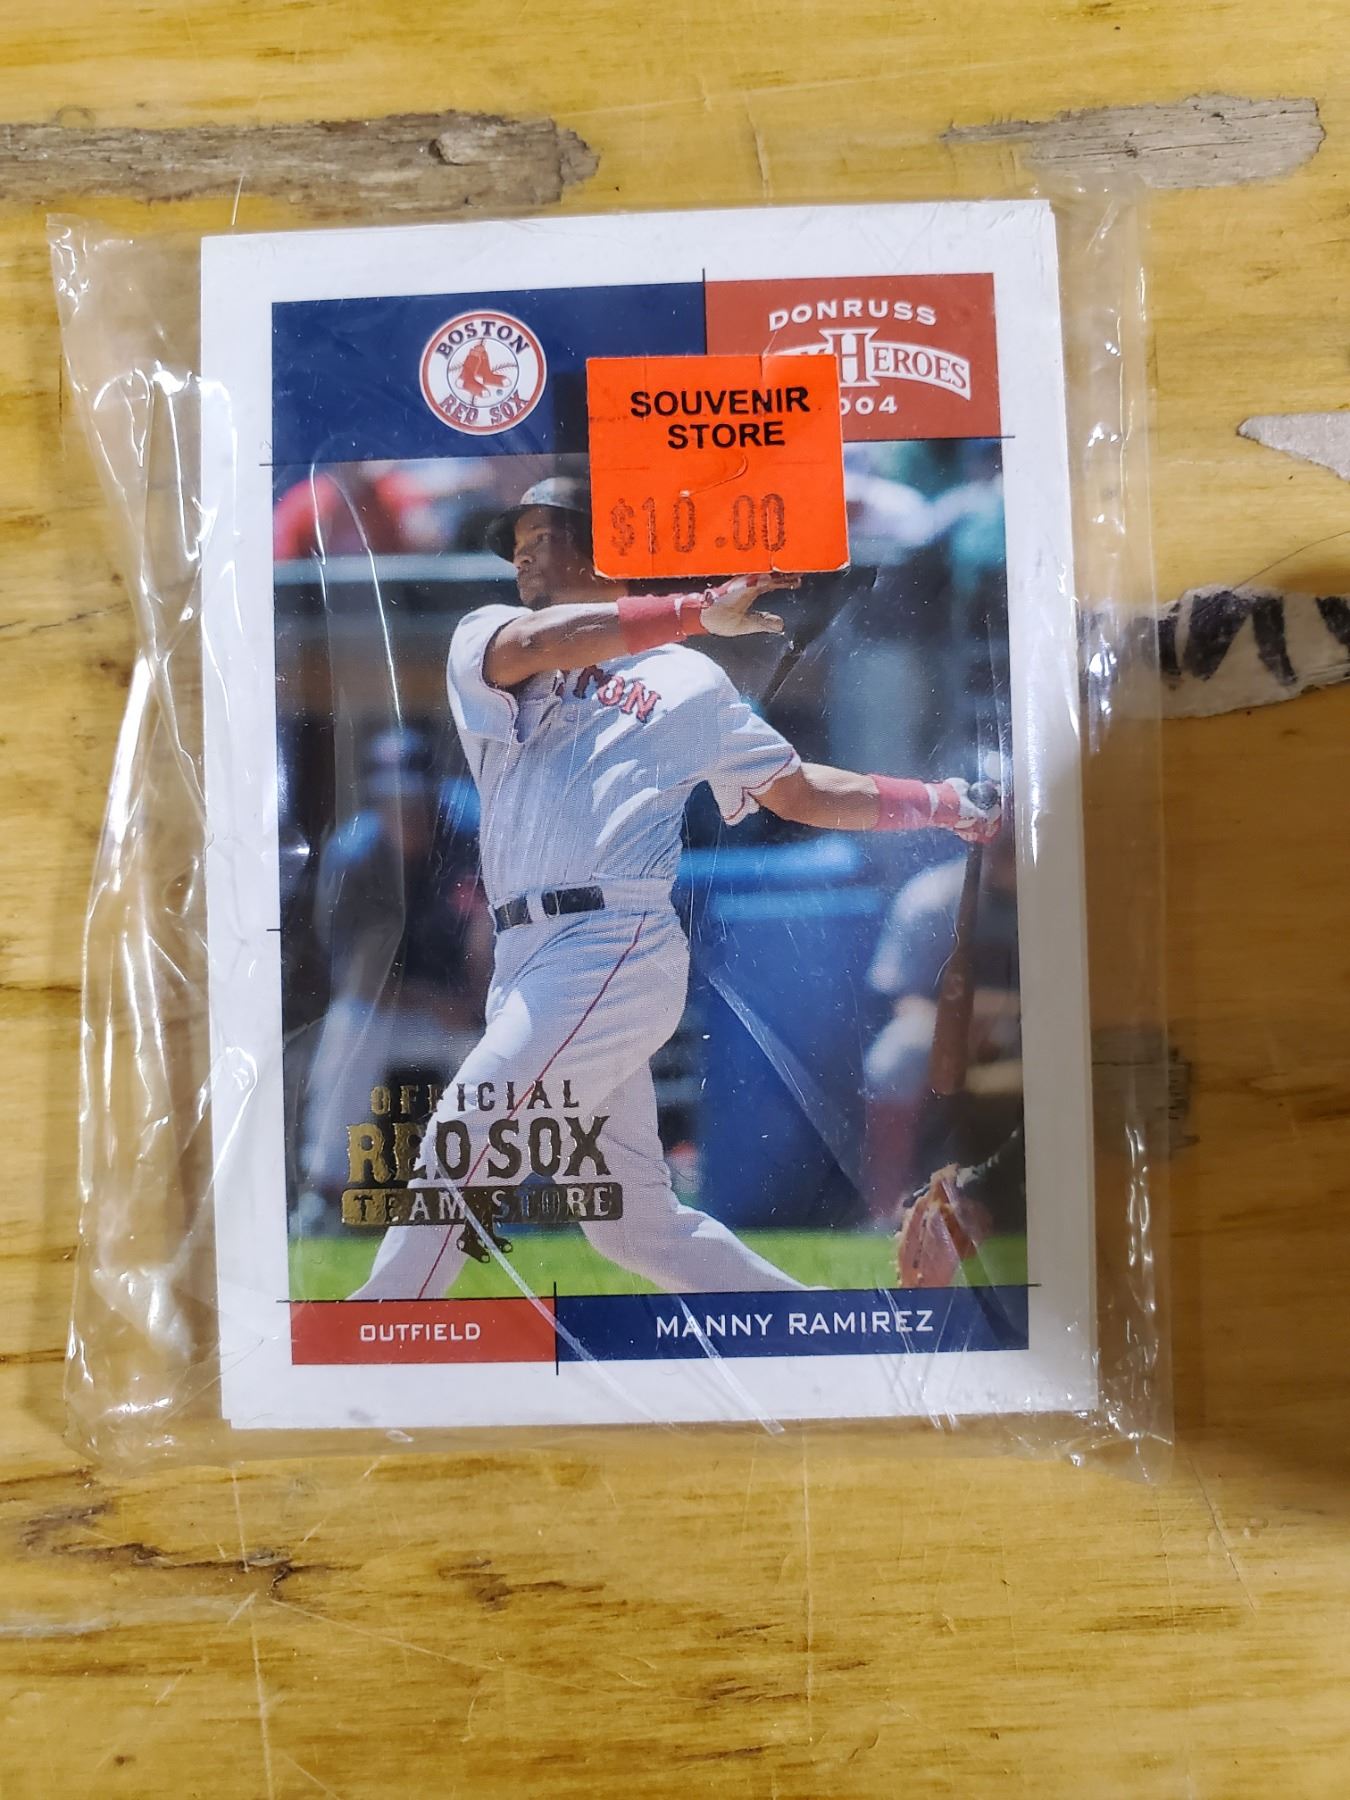 BOSTON
RED SOX
DONRUSS
HEROES
SOUVENIR
STORE
$10.00
OFFICIAL
RED SOX
TEAM STORE
OUTFIELD
MANNY RAMIREZ